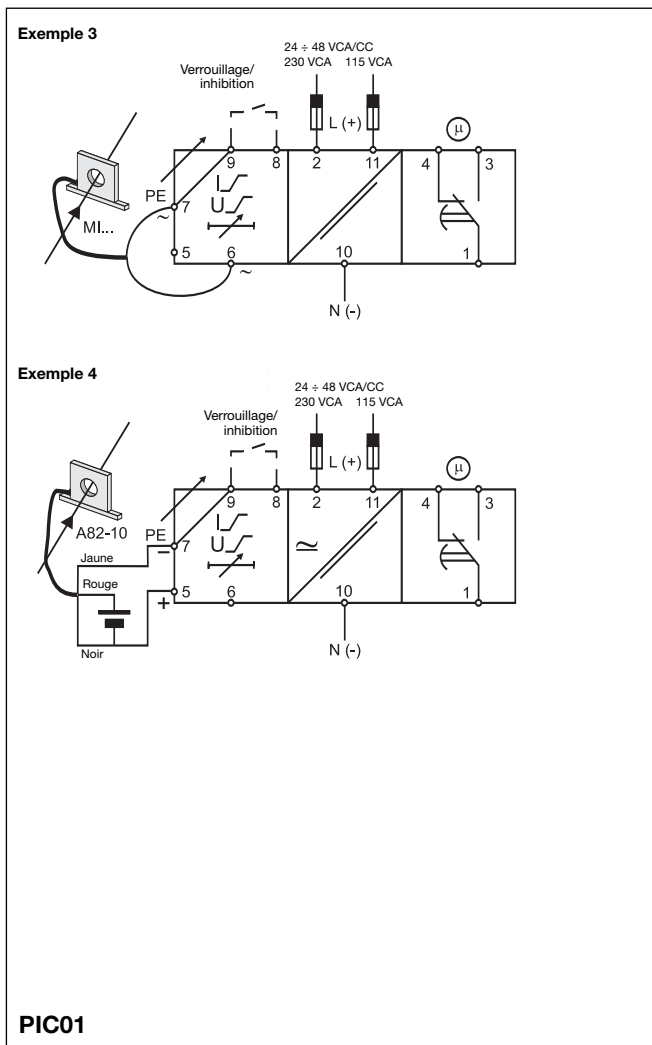 Exemple 3
24 ÷ 48 VCA/CC
230 VCA 115 VCA
Verrouillage/
inhibition
L (+)
µ
9 8 2 11 4 3
PE
7
~
I
U
MI...
5 6 10 1
~
N (-)
Exemple 4
24 ÷ 48 VCA/CC
230 VCA 115 VCA
Verrouillage/
inhibition
L (+)
µ
9 8 2 11 4 3
A82-10
PE
–
7
I
U
≃
Jaune
Rouge
5 6 10 1
+
Noir
N (-)
PIC01